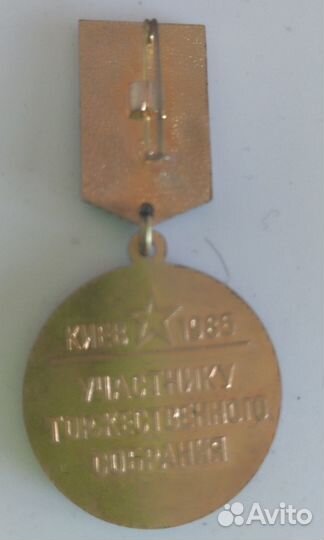 КИЕВ 1985
УЧАСТНИКУ
ТОРЖЕСТВЕННОГО
СОБРАНИЯ
Avito